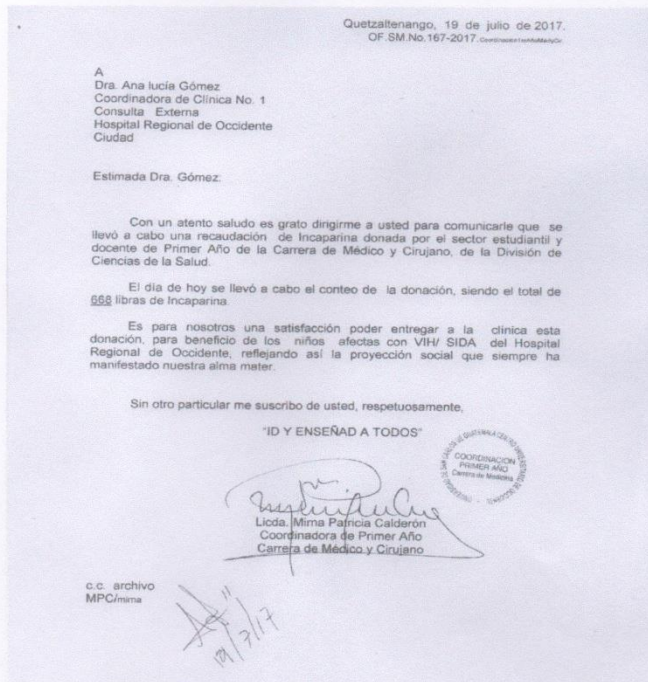 Quetzaltenango, 19 de julio de 2017.
OF.SM.No.167-2017.
A
Dra. Ana lucía Gómez
Coordinadora de Clínica No. 1
Consulta Externa
Hospital Regional de Occidente
Ciudad
Estimada Dra. Gómez:
Con un atento saludo es grato dirigirme a usted para comunicarle que se
llevó a cabo una recaudación de Incaparina donada por el sector estudiantil y
docente de Primer Año de la Carrera de Médico y Cirujano, de la División de
Ciencias de la Salud.
El día de hoy se llevó a cabo el conteo de la donación, siendo el total de
668 libras de Incaparina.
Es para nosotros una satisfacción poder entregar a la clínica esta
donación, para beneficio de los niños afectas con VIH/ SIDA del Hospital
Regional de Occidente, reflejando así la proyección social que siempre ha
manifestado nuestra alma mater.
Sin otro particular me suscribo de usted, respetuosamente,
"ID Y ENSEÑAD A TODOS"
COORDINACION
PRIMER AÑO
Carrera de Medicina
Licda. Mirna Patricia Calderón
Coordinadora de Primer Año
Carrera de Médico y Cirujano
c.c. archivo
MPC/mima
19/7/17